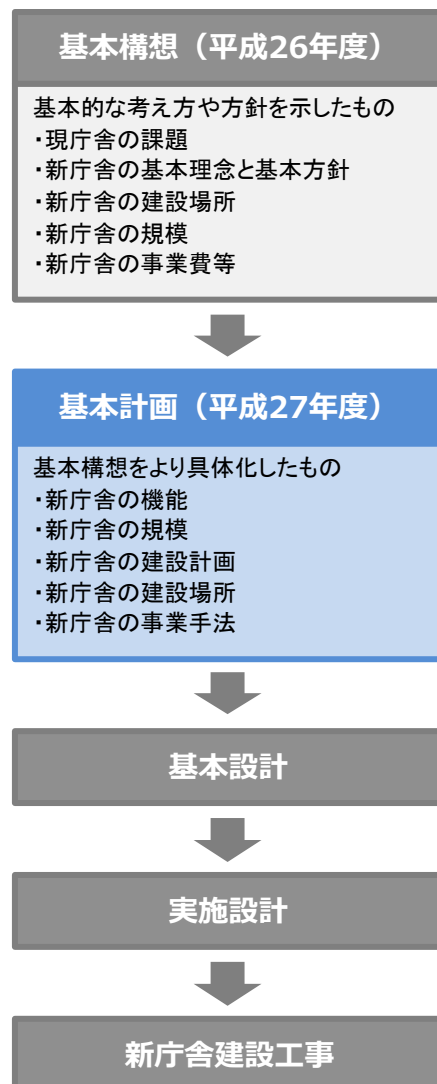 基本構想（平成26年度）
基本的な考え方や方針を示したもの
・現庁舎の課題
・新庁舎の基本理念と基本方針
・新庁舎の建設場所
・新庁舎の規模
・新庁舎の事業費等
基本計画（平成27年度）
基本構想をより具体化したもの
・新庁舎の機能
・新庁舎の規模
・新庁舎の建設計画
・新庁舎の建設場所
・新庁舎の事業手法
基本設計
実施設計
新庁舎建設工事